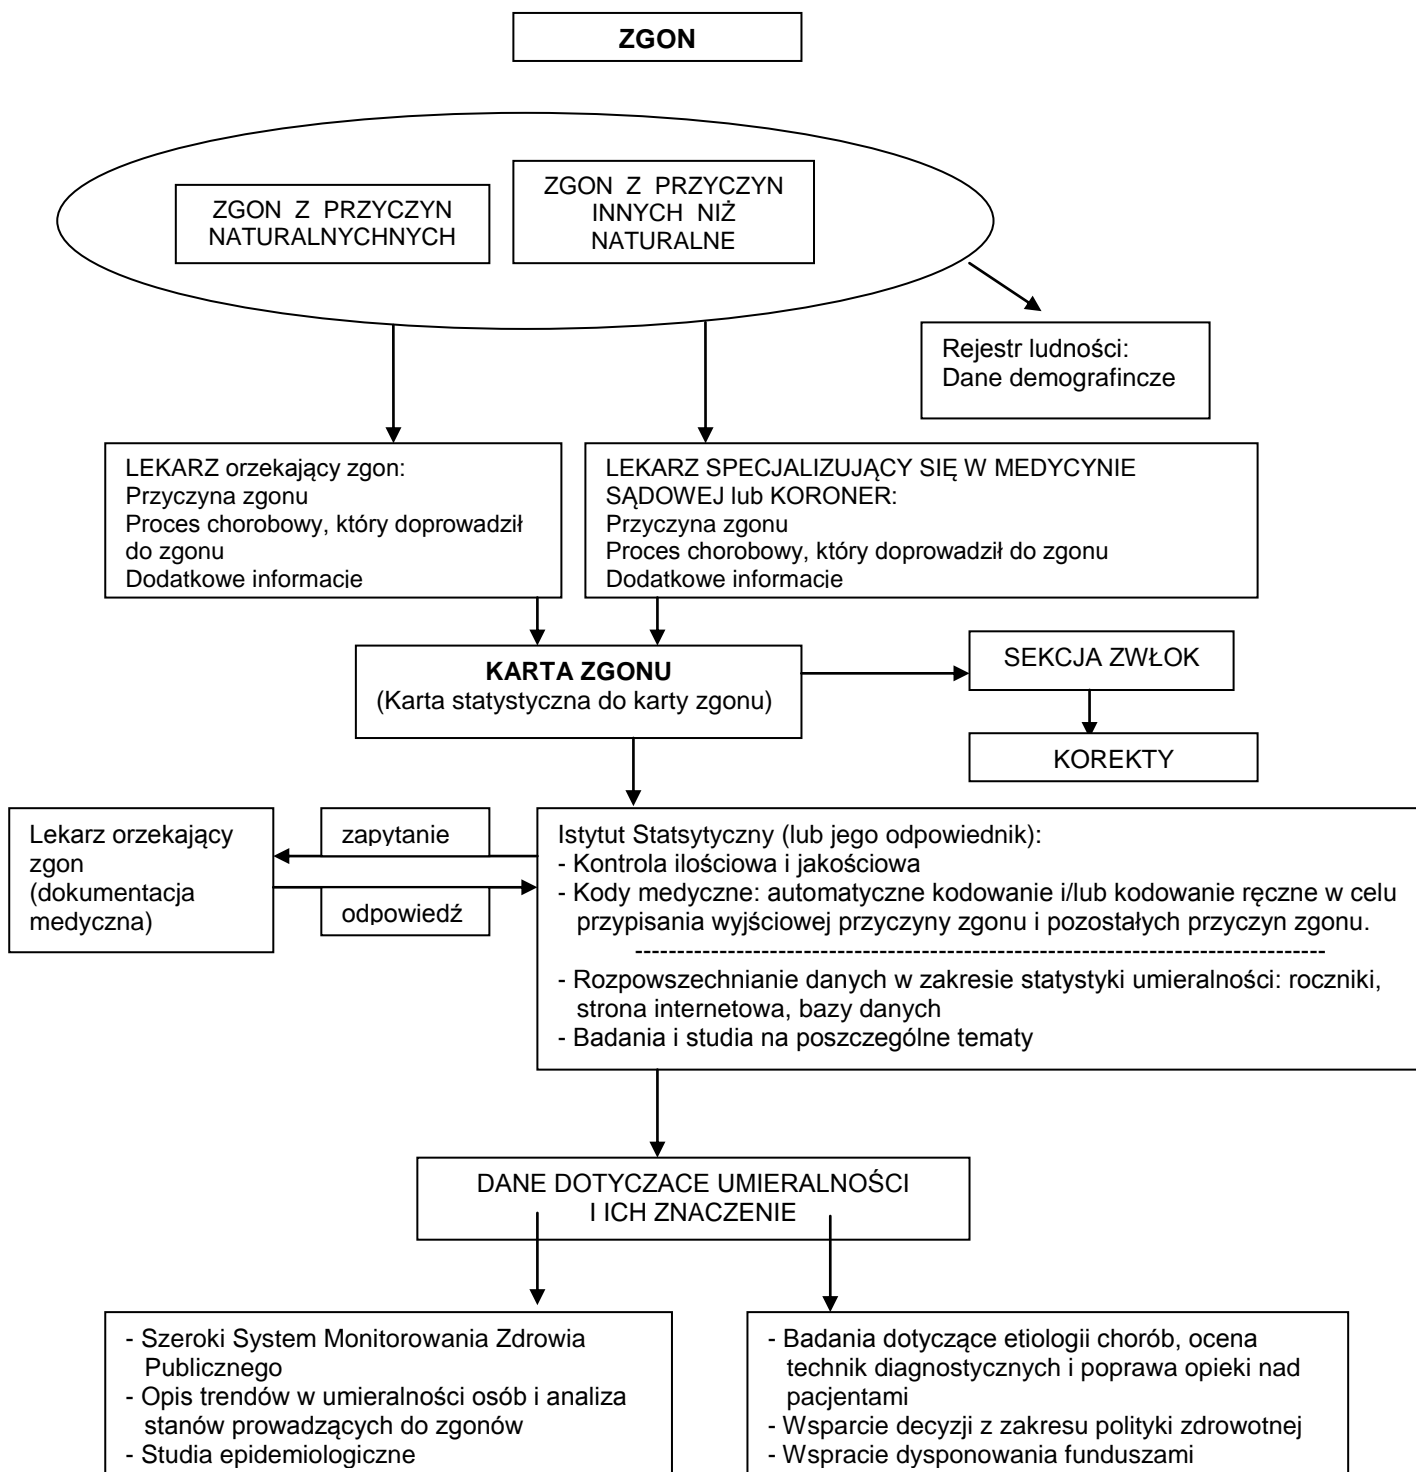 ZGON
ZGON Z PRZYCZYN
NATURALNYCHNYCH
ZGON Z PRZYCZYN
INNYCH NIŻ
NATURALNE
Rejestr ludności:
Dane demografincze
LEKARZ orzekający zgon:
Przyczyna zgonu
Proces chorobowy, który doprowadził
do zgonu
Dodatkowe informacje
LEKARZ SPECJALIZUJĄCY SIĘ W MEDYCYNIE
SĄDOWEJ lub KORONER:
Przyczyna zgonu
Proces chorobowy, który doprowadził do zgonu
Dodatkowe informacje
KARTA ZGONU
(Karta statystyczna do karty zgonu)
SEKCJA ZWŁOK
KOREKTY
Lekarz orzekający
zgon
(dokumentacja
medyczna)
zapytanie
odpowiedź
Istytut Statsytyczny (lub jego odpowiednik):
- Kontrola ilościowa i jakościowa
- Kody medyczne: automatyczne kodowanie i/lub kodowanie ręczne w celu
przypisania wyjściowej przyczyny zgonu i pozostałych przyczyn zgonu.
-----------------------------------------------------------------------------------
- Rozpowszechnianie danych w zakresie statystyki umieralności: roczniki,
strona internetowa, bazy danych
- Badania i studia na poszczególne tematy
DANE DOTYCZACE UMIERALNOŚCI
I ICH ZNACZENIE
- Szeroki System Monitorowania Zdrowia
Publicznego
- Opis trendów w umieralności osób i analiza
stanów prowadzących do zgonów
- Studia epidemiologiczne
- Badania dotyczące etiologii chorób, ocena
technik diagnostycznych i poprawa opieki nad
pacjentami
- Wsparcie decyzji z zakresu polityki zdrowotnej
- Wspracie dysponowania funduszami